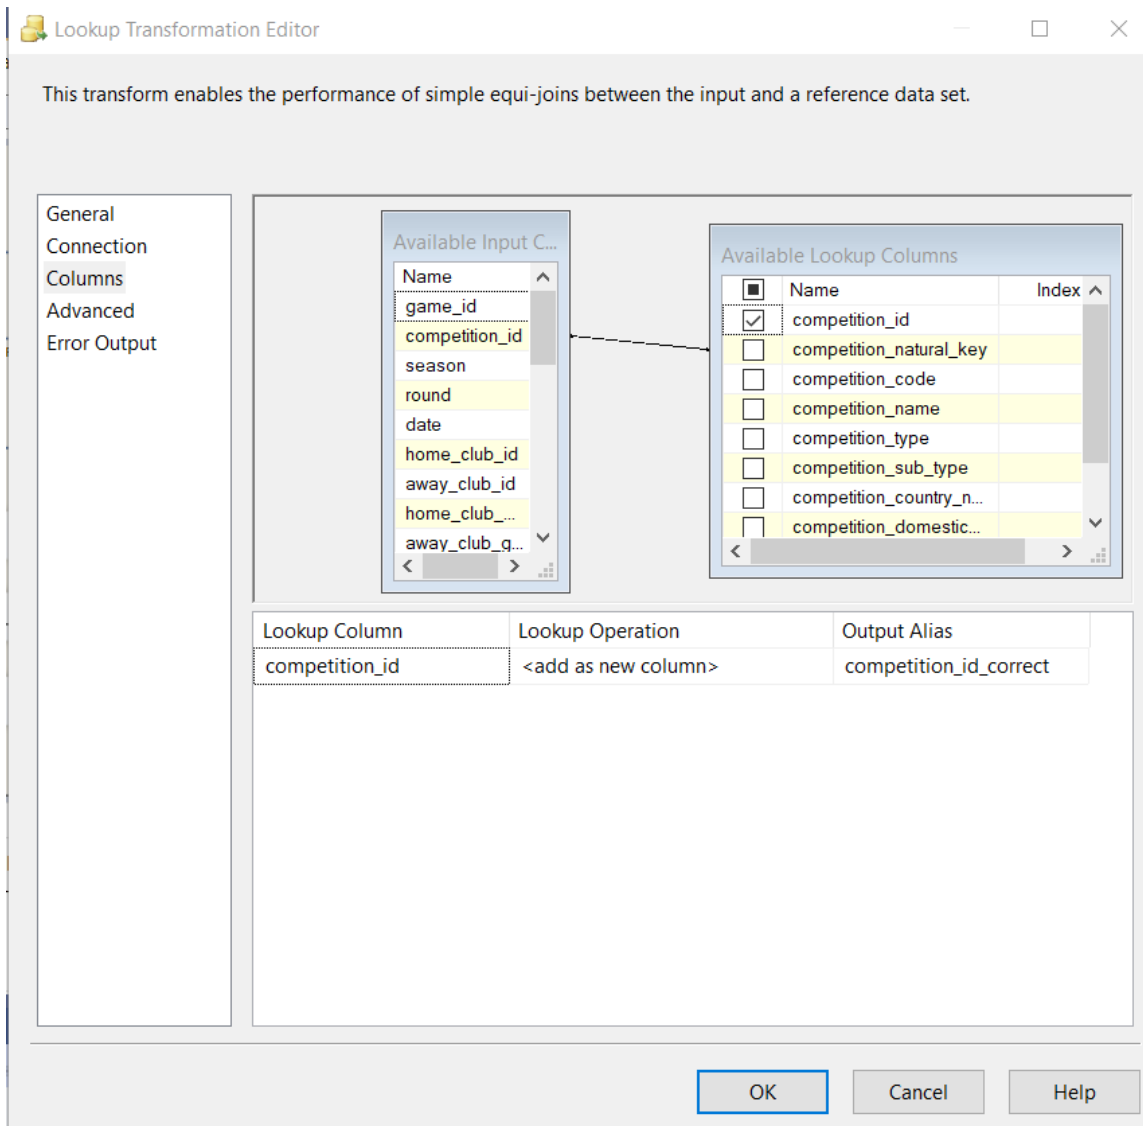 Lookup Transformation Editor
This transform enables the performance of simple equi-joins between the input and a reference data set.
General
Connection
Columns
Advanced
Error Output
Available Input C...
Name
game_id
competition_id
season
round
date
home_club_id
away_club_id
home_club_...
away_club_g...
Available Lookup Columns
Name Index
competition_id
competition_natural_key
competition_code
competition_name
competition_type
competition_sub_type
competition_country_n...
competition_domestic...
Lookup Column Lookup Operation Output Alias
competition_id <add as new column> competition_id_correct
OK Cancel Help